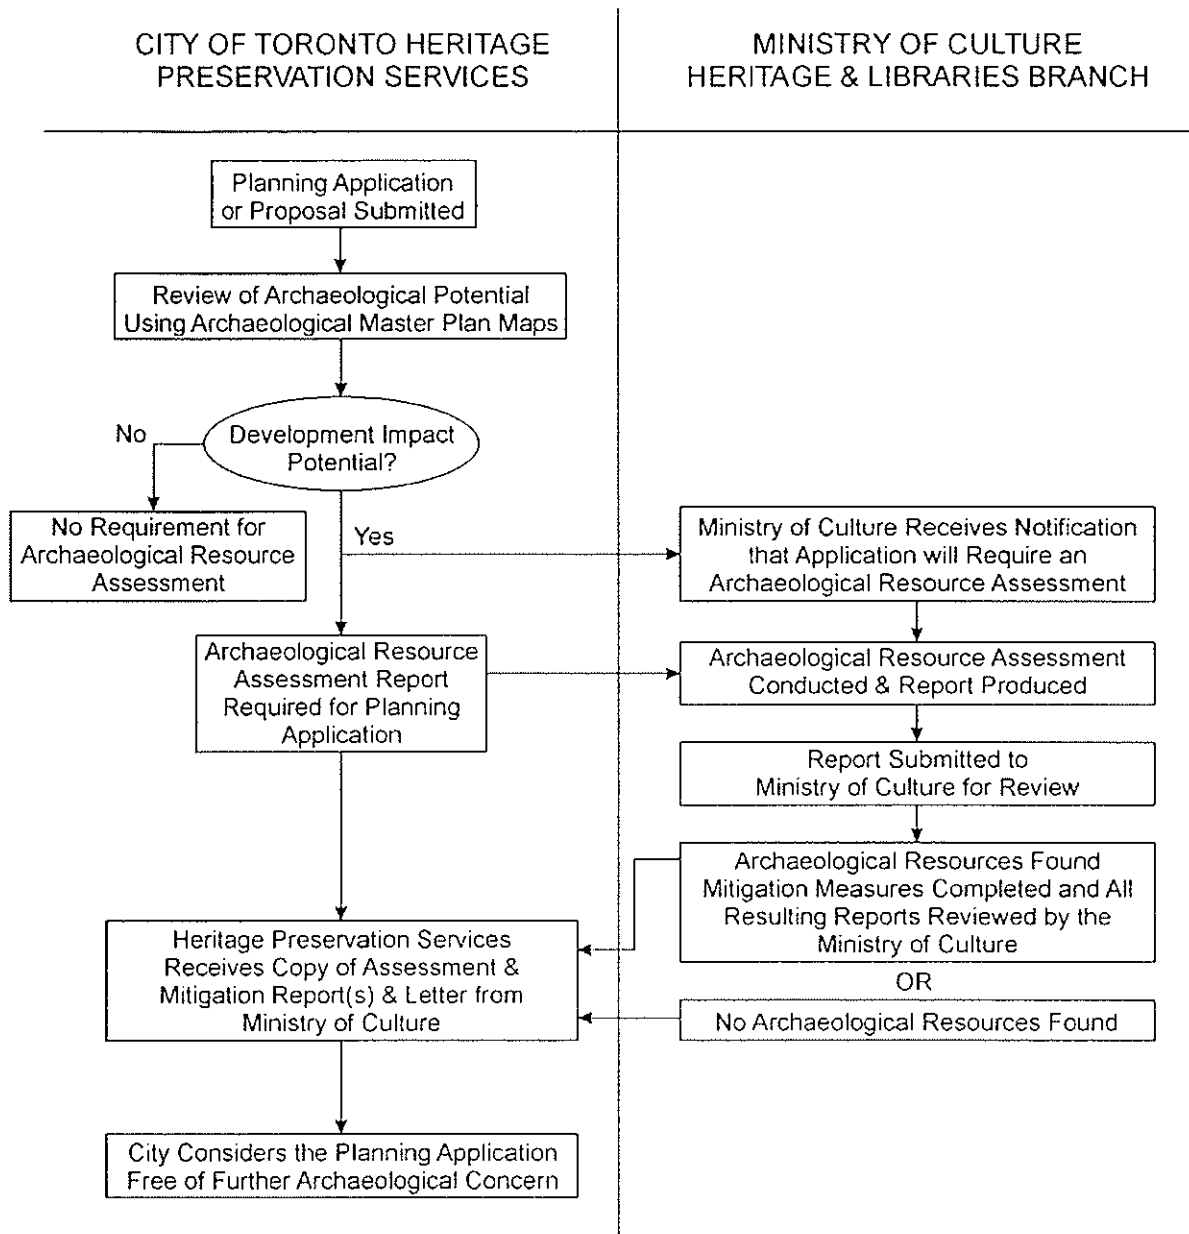 CITY OF TORONTO HERITAGE
PRESERVATION SERVICES
MINISTRY OF CULTURE
HERITAGE & LIBRARIES BRANCH
Planning Application
or Proposal Submitted
Review of Archaeological Potential
Using Archaeological Master Plan Maps
Development Impact
Potential?
No
No Requirement for
Archaeological Resource
Assessment
Yes
Ministry of Culture Receives Notification
that Application will Require an
Archaeological Resource Assessment
Archaeological Resource
Assessment Report
Required for Planning
Application
Archaeological Resource Assessment
Conducted & Report Produced
Report Submitted to
Ministry of Culture for Review
Archaeological Resources Found
Mitigation Measures Completed and All
Resulting Reports Reviewed by the
Ministry of Culture
OR
No Archaeological Resources Found
Heritage Preservation Services
Receives Copy of Assessment &
Mitigation Report(s) & Letter from
Ministry of Culture
City Considers the Planning Application
Free of Further Archaeological Concern